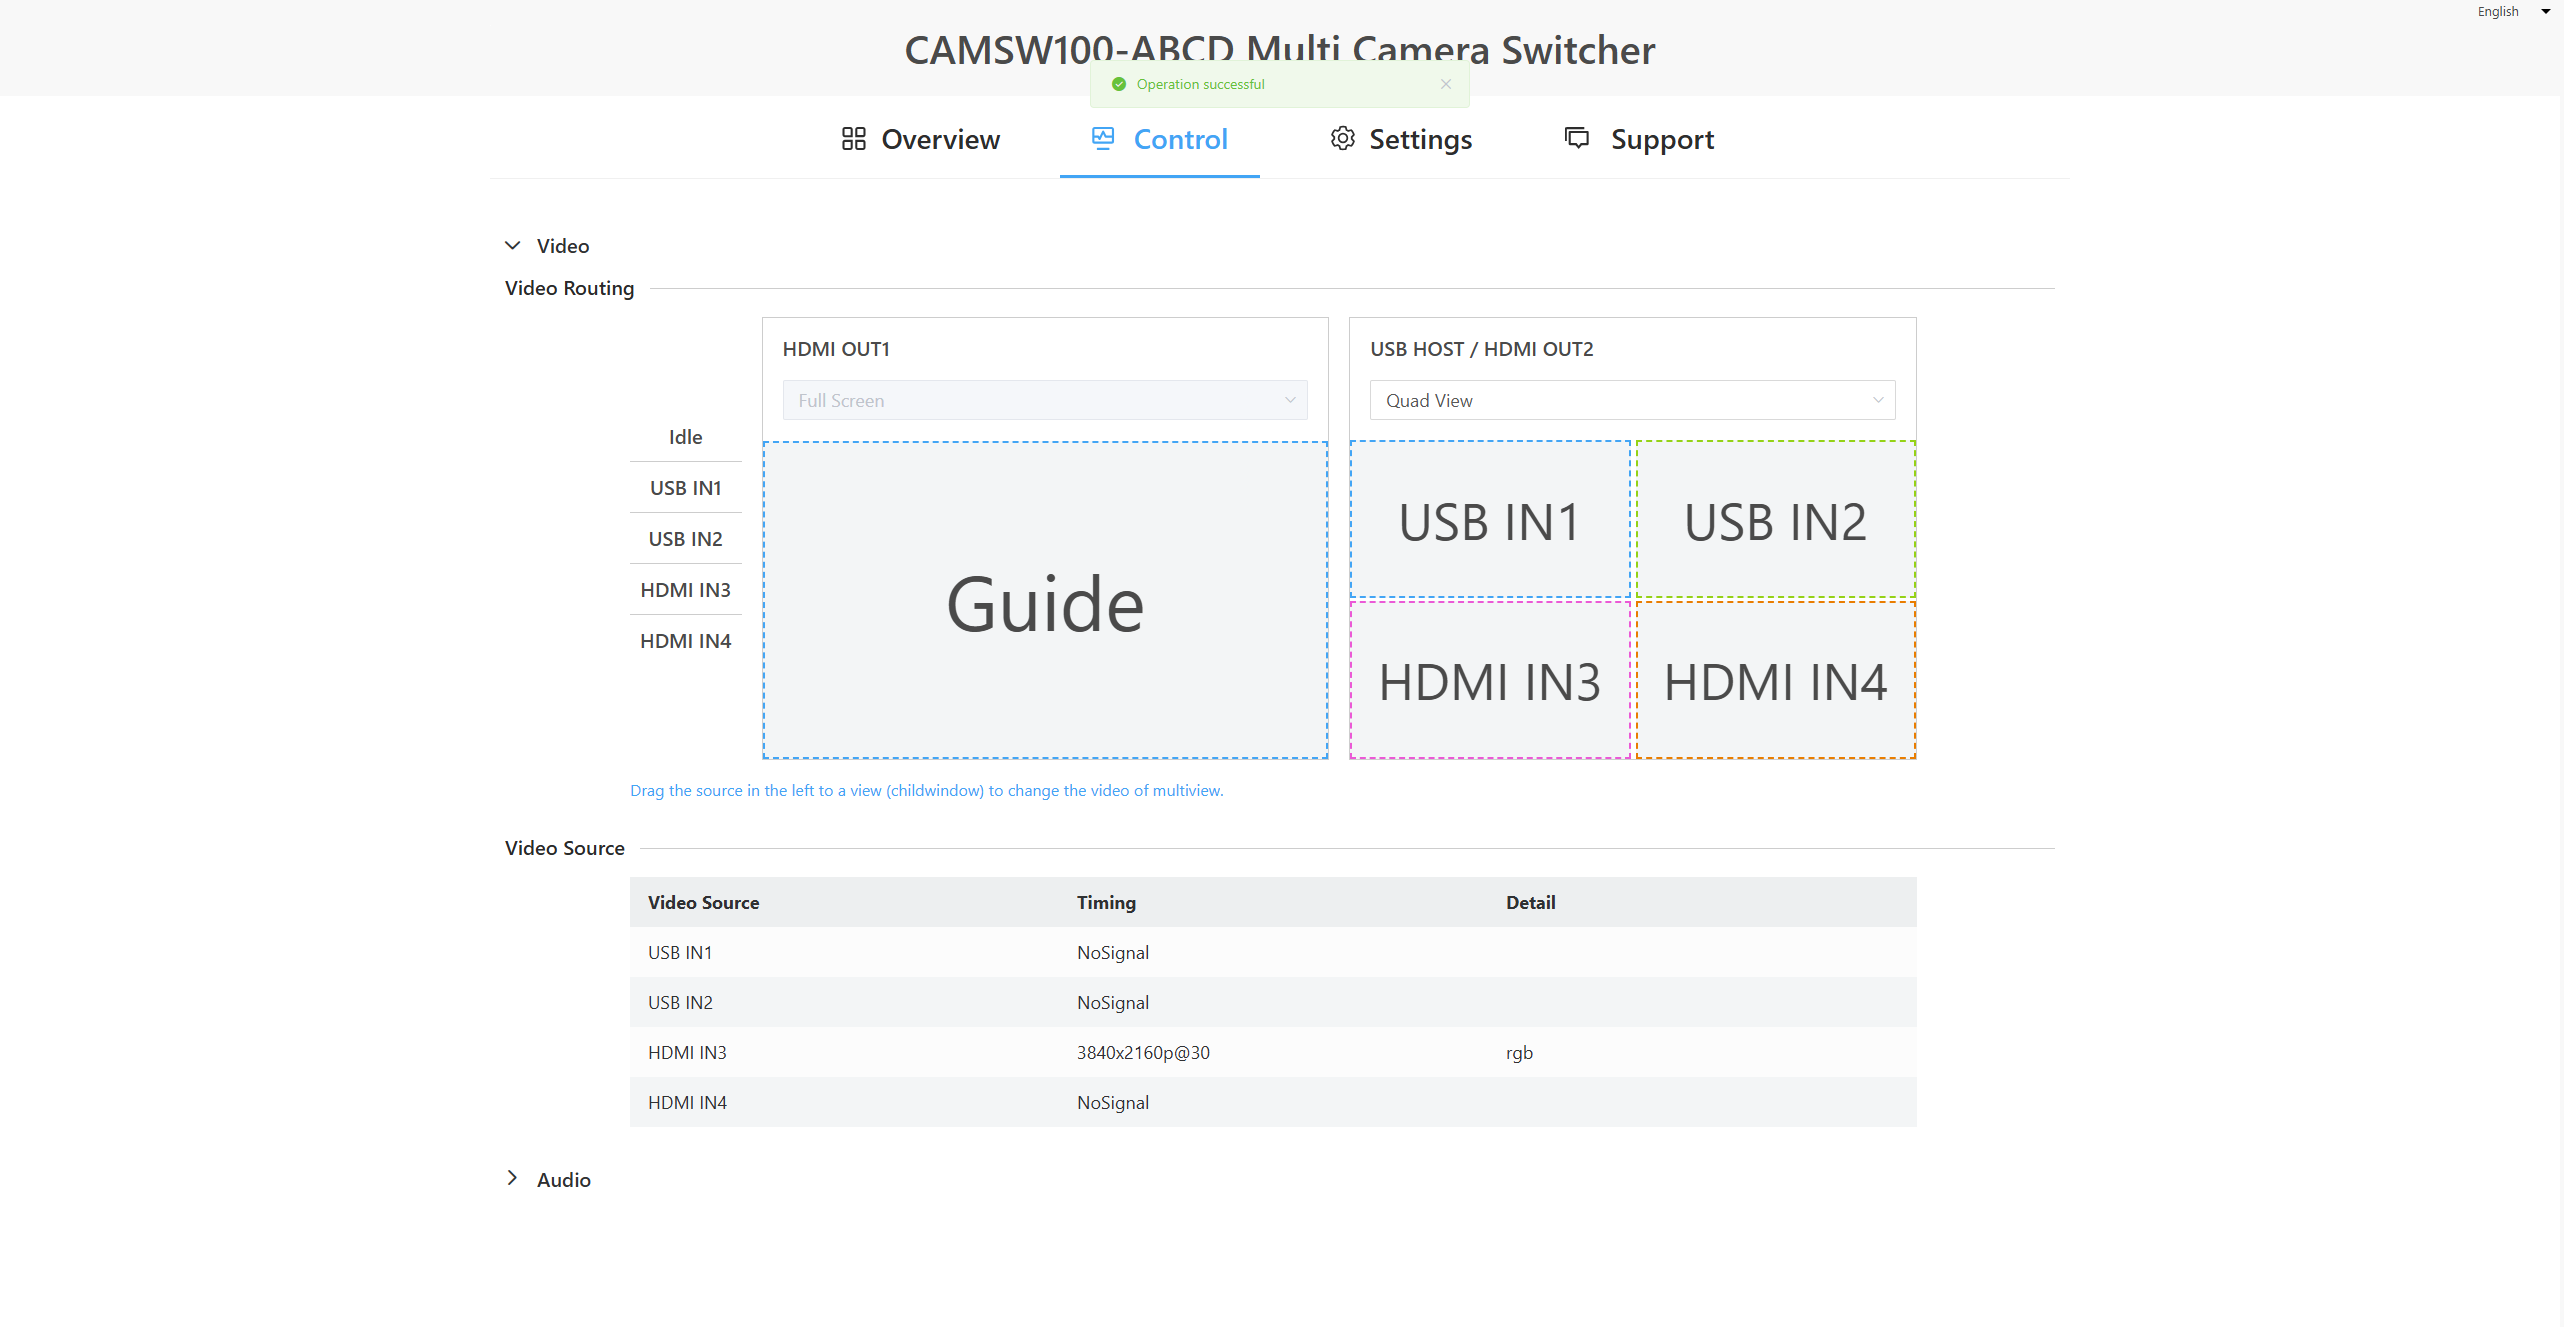 English
CAMSW100-ABCD Multi Camera Switcher
Operation successful
Overview
Control
Settings
Support
Video
Video Routing
HDMI OUT1
USB HOST / HDMI OUT2
Full Screen
Quad View
Idle
USB IN1
USB IN2
HDMI IN3
HDMI IN4
Guide
USB IN1
USB IN2
HDMI IN3
HDMI IN4
Drag the source in the left to a view (childwindow) to change the video of multiview.
Video Source
Video Source Timing Detail
USB IN1 NoSignal
USB IN2 NoSignal
HDMI IN3 3840x2160p@30 rgb
HDMI IN4 NoSignal
Audio